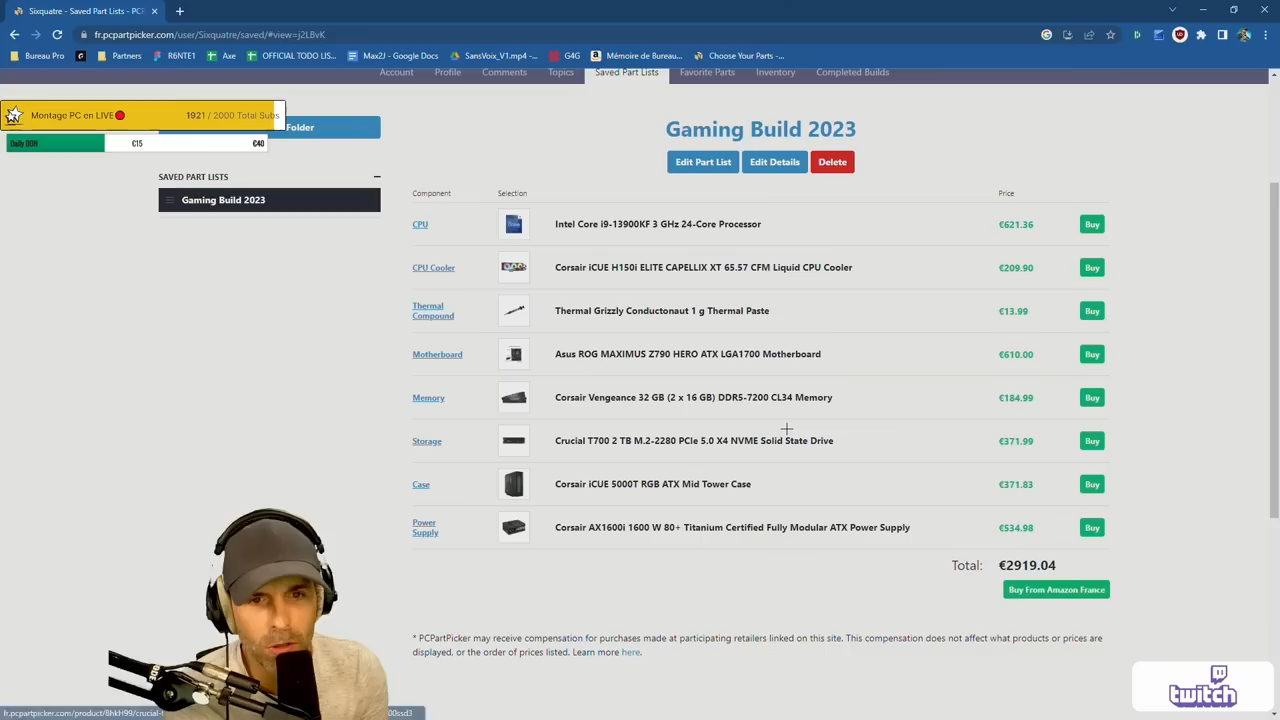 Sixquatre - Saved Part Lists - PC
fr.pcpartpicker.com/user/Sixquatre/saved/#view=j2LBvK
Bureau Pro
Partners
R6NTE1
OFFICIAL TODO LIS...
Max2J - Google Docs
SansVoix_V1.mp4 -...
G4G
Mémoire de Bureau...
Choose Your Parts -...
Account
Profile
Comments
Topics
Saved Part Lists
Favorite Parts
Inventory
Completed Builds
Montage PC en LIVE
1921 / 2000 Total Subs
Folder
Daily DON
€15
€40
SAVED PART LISTS
Gaming Build 2023
Gaming Build 2023
Edit Part List
Edit Details
Delete
Component Selection Price
CPU Intel Core i9-13900KF 3 GHz 24-Core Processor €621.36 Buy
CPU Cooler Corsair iCUE H150i ELITE CAPELLIX XT 65.57 CFM Liquid CPU Cooler €209.90 Buy
Thermal
Compound Thermal Grizzly Conductonaut 1 g Thermal Paste €13.99 Buy
Motherboard Asus ROG MAXIMUS Z790 HERO ATX LGA1700 Motherboard €610.00 Buy
Memory Corsair Vengeance 32 GB (2 x 16 GB) DDR5-7200 CL34 Memory €184.99 Buy
Storage Crucial T700 2 TB M.2-2280 PCIe 5.0 X4 NVME Solid State Drive €371.99 Buy
Case Corsair iCUE 5000T RGB ATX Mid Tower Case €371.83 Buy
Power
Supply Corsair AX1600i 1600 W 80+ Titanium Certified Fully Modular ATX Power Supply €534.98 Buy
Total: €2919.04
Buy From Amazon France
* PCPartPicker may receive compensation for purchases made at participating retailers linked on this site. This compensation does not affect what products or prices are
displayed, or the order of prices listed. Learn more here.
twitch
fr.pcpartpicker.com/product/8hkH99/crucial-